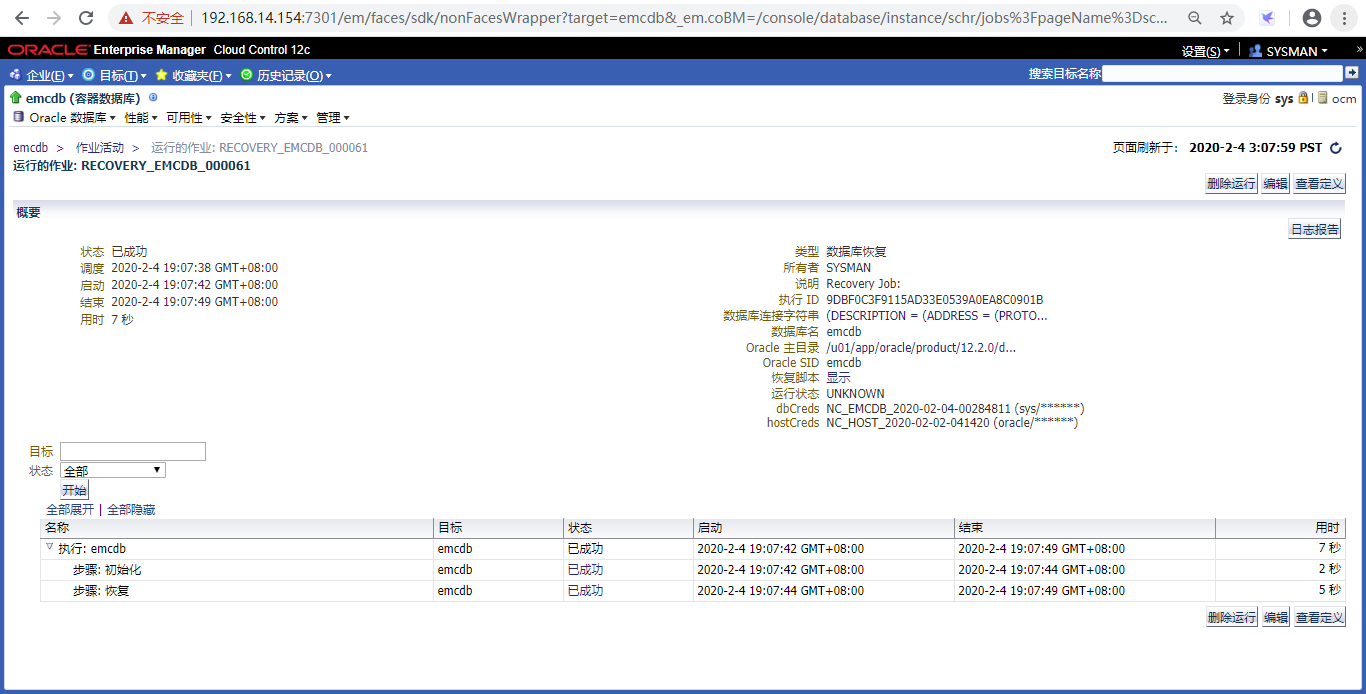 不安全 192.168.14.154:7301/em/faces/sdk/nonFacesWrapper?target=emcdb&_em.coBM=/console/database/instance/schr/jobs%3FpageName%3Dsc...
ORACLE Enterprise Manager Cloud Control 12c
设置(S) SYSMAN »
企业(E) 目标(T) 收藏夹(F) 历史记录(O) 搜索目标名称
emcdb (容器数据库) 登录身份 sys ocm
Oracle 数据库 性能 可用性 安全性 方案 管理
emcdb > 作业活动 > 运行的作业: RECOVERY_EMCDB_000061 页面刷新于: 2020-2-4 3:07:59 PST
运行的作业: RECOVERY_EMCDB_000061
删除运行 编辑 查看定义
概要
日志报告
状态 已成功
调度 2020-2-4 19:07:38 GMT+08:00
启动 2020-2-4 19:07:42 GMT+08:00
结束 2020-2-4 19:07:49 GMT+08:00
用时 7 秒
类型 数据库恢复
所有者 SYSMAN
说明 Recovery Job:
执行 ID 9DBF0C3F9115AD33E0539A0EA8C0901B
数据库连接字符串 (DESCRIPTION = (ADDRESS = (PROTO...
数据库名 emcdb
Oracle 主目录 /u01/app/oracle/product/12.2.0/d...
Oracle SID emcdb
恢复脚本 显示
运行状态 UNKNOWN
dbCreds NC_EMCDB_2020-02-04-00284811 (sys/******)
hostCreds NC_HOST_2020-02-02-041420 (oracle/******)
目标
状态 全部
开始
全部展开 | 全部隐藏
名称 目标 状态 启动 结束 用时
执行: emcdb emcdb 已成功 2020-2-4 19:07:42 GMT+08:00 2020-2-4 19:07:49 GMT+08:00 7 秒
步骤: 初始化 emcdb 已成功 2020-2-4 19:07:42 GMT+08:00 2020-2-4 19:07:44 GMT+08:00 2 秒
步骤: 恢复 emcdb 已成功 2020-2-4 19:07:44 GMT+08:00 2020-2-4 19:07:49 GMT+08:00 5 秒
删除运行 编辑 查看定义